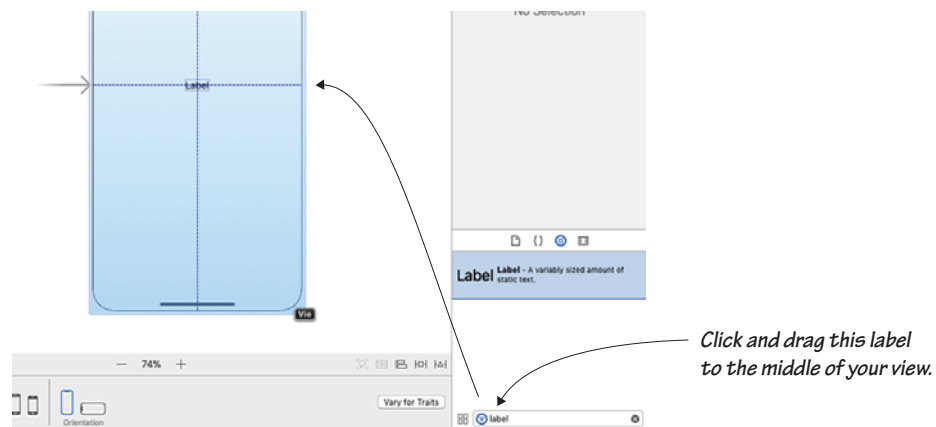 No Selection
Label
Label
Label - A variably sized amount of
static text.
Vie
Click and drag this label
to the middle of your view.
74%
Vary for Traits
label
Orientation